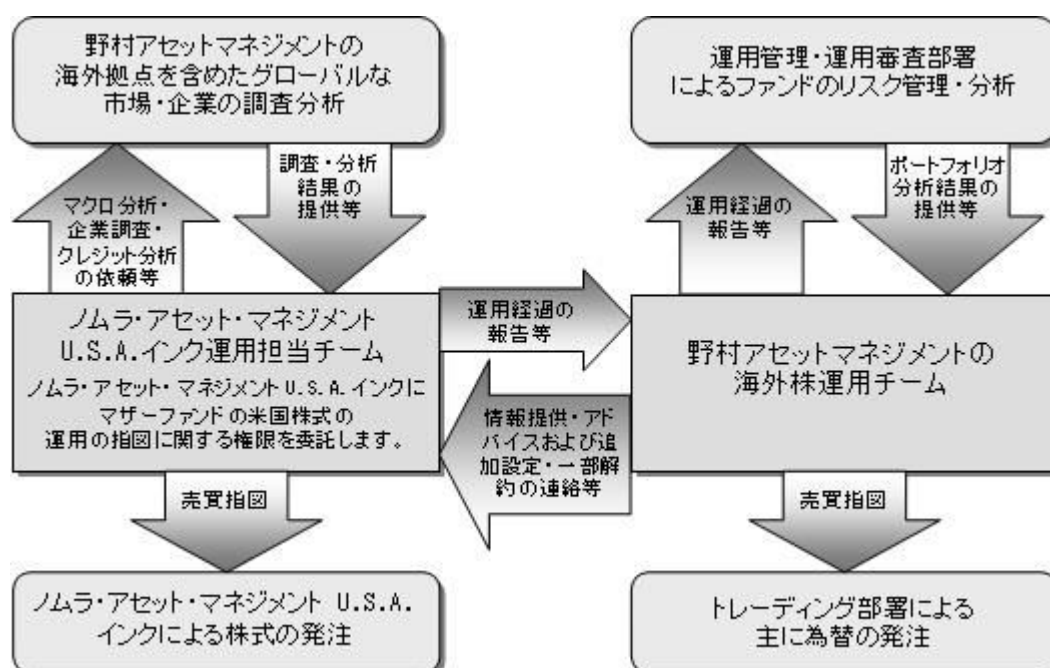 野村アセットマネジメントの
海外拠点を含めたグローバルな
市場・企業の調査分析
運用管理・運用審査部署
によるファンドのリスク管理・分析
マクロ分析・
企業調査・
クレジット分析
の依頼等
調査・分析
結果の
提供等
運用経過の
報告等
ポートフォリオ
分析結果の
提供等
ノムラ・アセット・マネジメント
U.S.A.インク運用担当チーム
ノムラ・アセット・マネジメントU.S.A.インクに
マザーファンドの米国株式の
運用の指図に関する権限を委託します。
運用経過の
報告等
情報提供・アド
バイスおよび追
加設定・一部解
約の連絡等
野村アセットマネジメントの
海外株運用チーム
売買指図
売買指図
ノムラ・アセット・マネジメント U.S.A.
インクによる株式の発注
トレーディング部署による
主に為替の発注